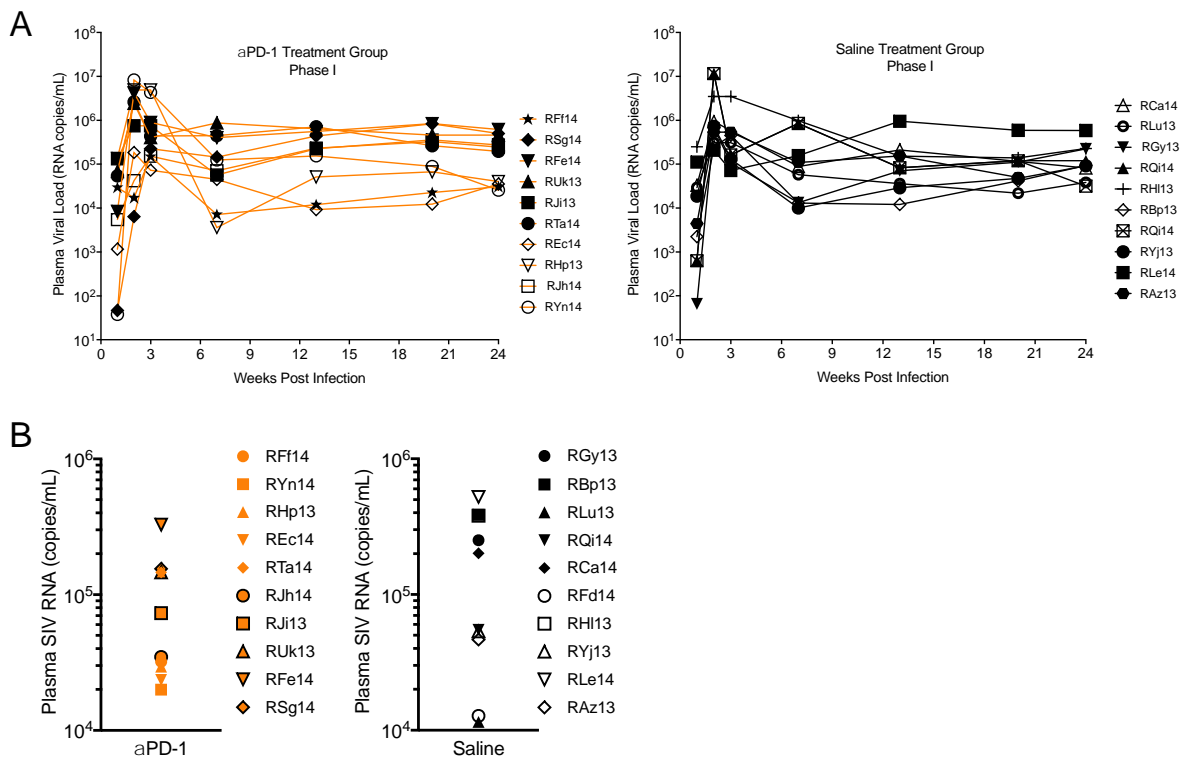 A
aPD-1 Treatment Group
Phase I
Plasma Viral Load (RNA copies/mL)
10^8
10^7
10^6
10^5
10^4
10^3
10^2
10^1
0 3 6 9 12 15 18 21 24
Weeks Post Infection
RFf14
RSg14
RFe14
RUk13
RJi13
RTa14
REc14
RHp13
RJh14
RYn14
Saline Treatment Group
Phase I
Plasma Viral Load (RNA copies/mL)
10^8
10^7
10^6
10^5
10^4
10^3
10^2
10^1
0 3 6 9 12 15 18 21 24
Weeks Post Infection
RCa14
RLu13
RGy13
RQi14
RHI13
RBp13
RQi14
RYj13
RLe14
RAz13
B
Plasma SIV RNA (copies/mL)
10^6
10^5
10^4
aPD-1
RFf14
RYn14
RHp13
REc14
RTa14
RJh14
RJi13
RUk13
RFe14
RSg14
Plasma SIV RNA (copies/mL)
10^6
10^5
10^4
Saline
RGy13
RBp13
RLu13
RQi14
RCa14
RFd14
RHI13
RYj13
RLe14
RAz13